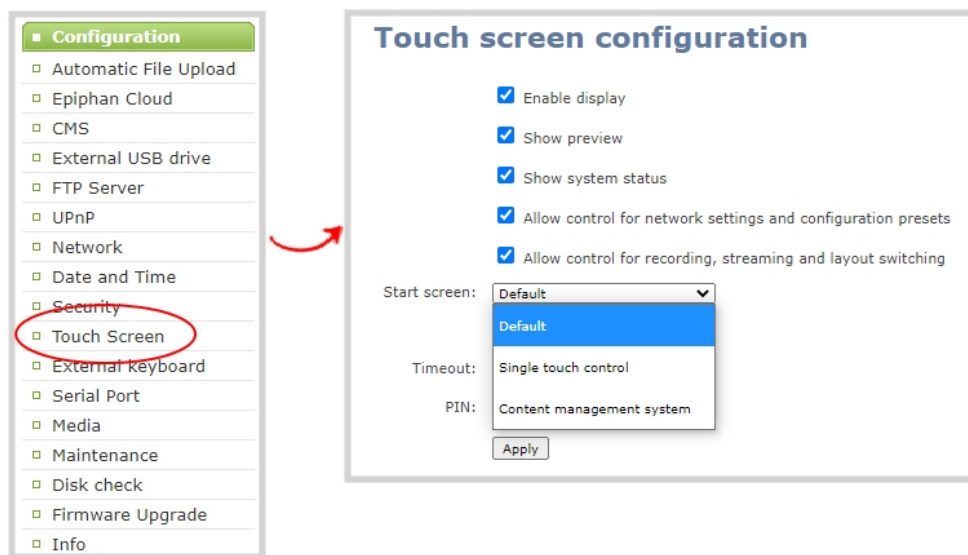 Configuration
Automatic File Upload
Epiphan Cloud
CMS
External USB drive
FTP Server
UPnP
Network
Date and Time
Security
Touch Screen
External keyboard
Serial Port
Media
Maintenance
Disk check
Firmware Upgrade
Info
Touch screen configuration
Enable display
Show preview
Show system status
Allow control for network settings and configuration presets
Allow control for recording, streaming and layout switching
Start screen: Default
Default
Timeout: Single touch control
PIN: Content management system
Apply